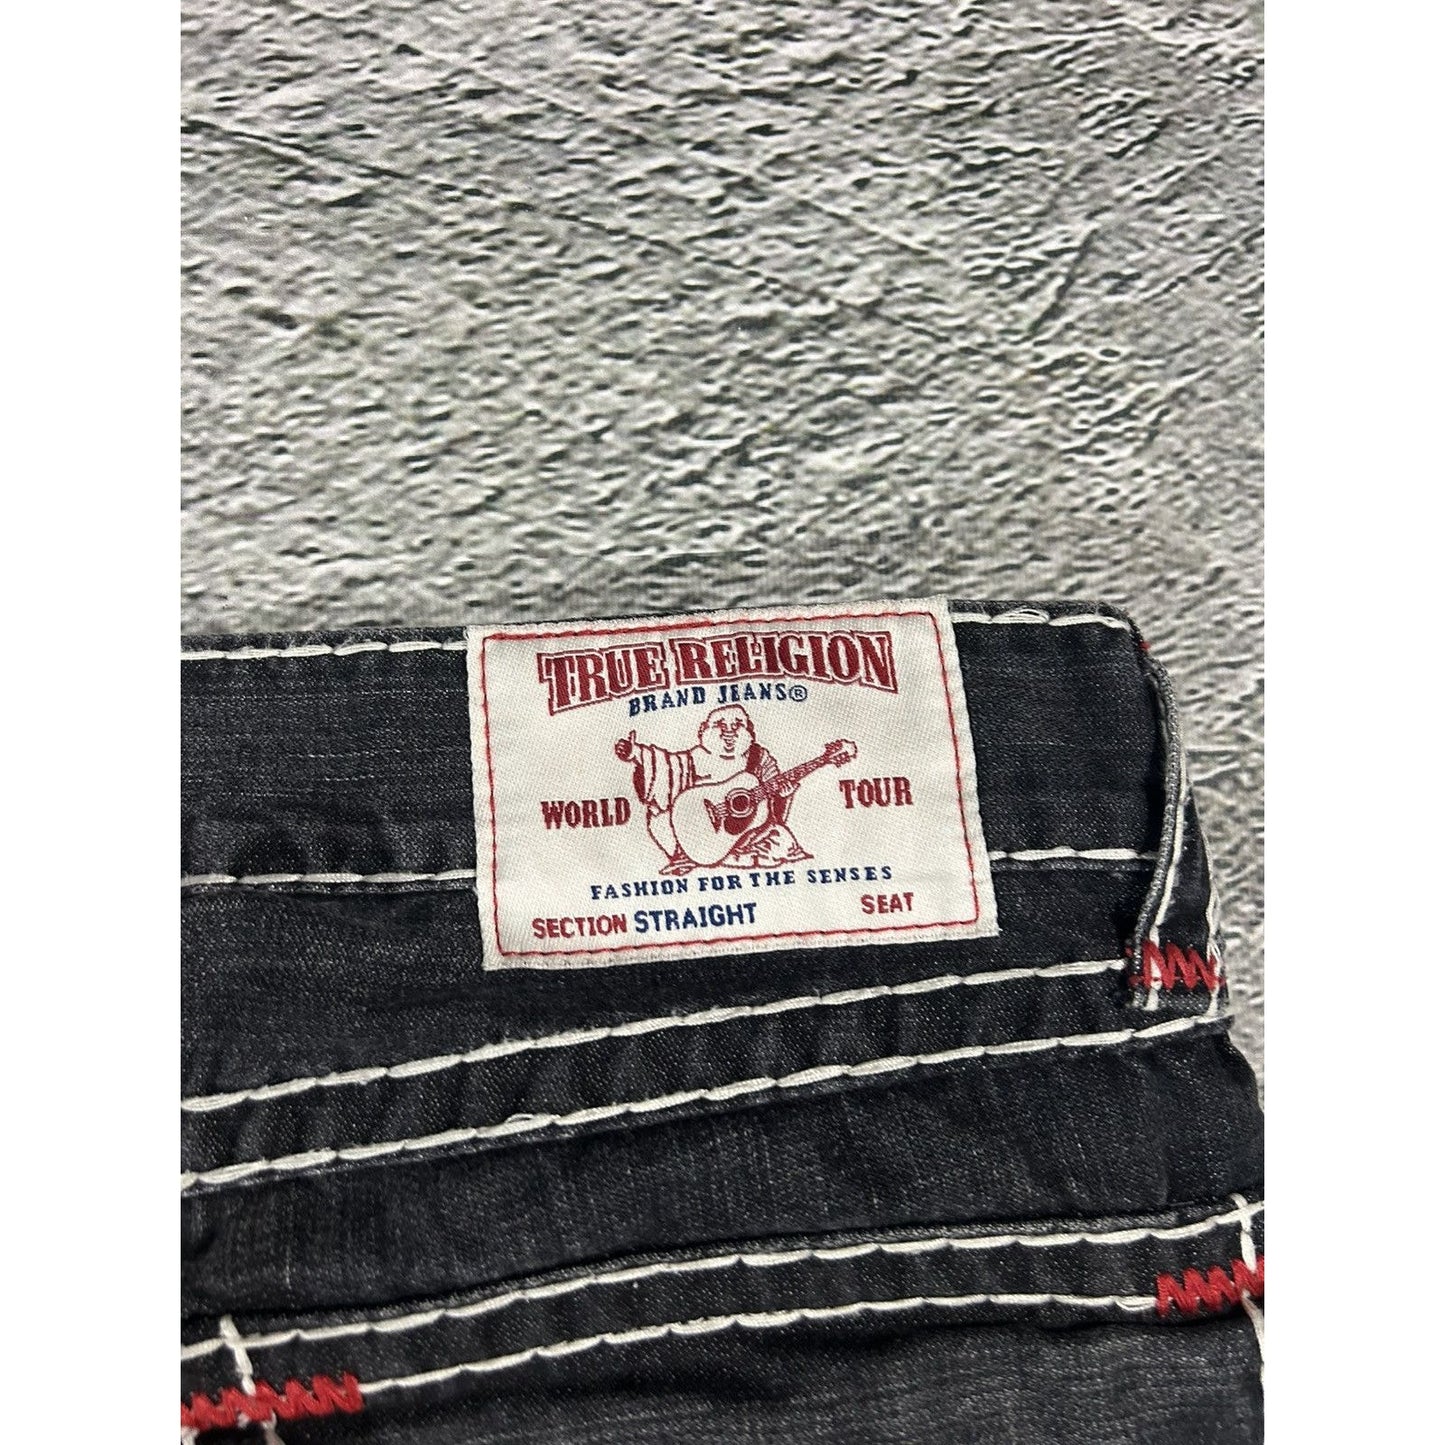 TRUE RELIGION
BRAND JEANS®
WORLD TOUR
FASHION FOR THE SENSES
SECTION STRAIGHT SEAT